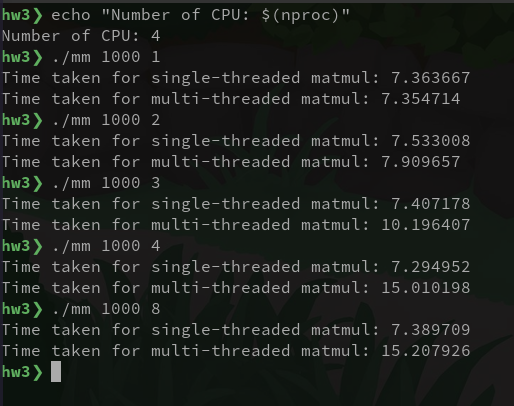 hw3❯ echo "Number of CPU: $(nproc)"
Number of CPU: 4
hw3❯ ./mm 1000 1
Time taken for single-threaded matmul: 7.363667
Time taken for multi-threaded matmul: 7.354714
hw3❯ ./mm 1000 2
Time taken for single-threaded matmul: 7.533008
Time taken for multi-threaded matmul: 7.909657
hw3❯ ./mm 1000 3
Time taken for single-threaded matmul: 7.407178
Time taken for multi-threaded matmul: 10.196407
hw3❯ ./mm 1000 4
Time taken for single-threaded matmul: 7.294952
Time taken for multi-threaded matmul: 15.010198
hw3❯ ./mm 1000 8
Time taken for single-threaded matmul: 7.389709
Time taken for multi-threaded matmul: 15.207926
hw3❯